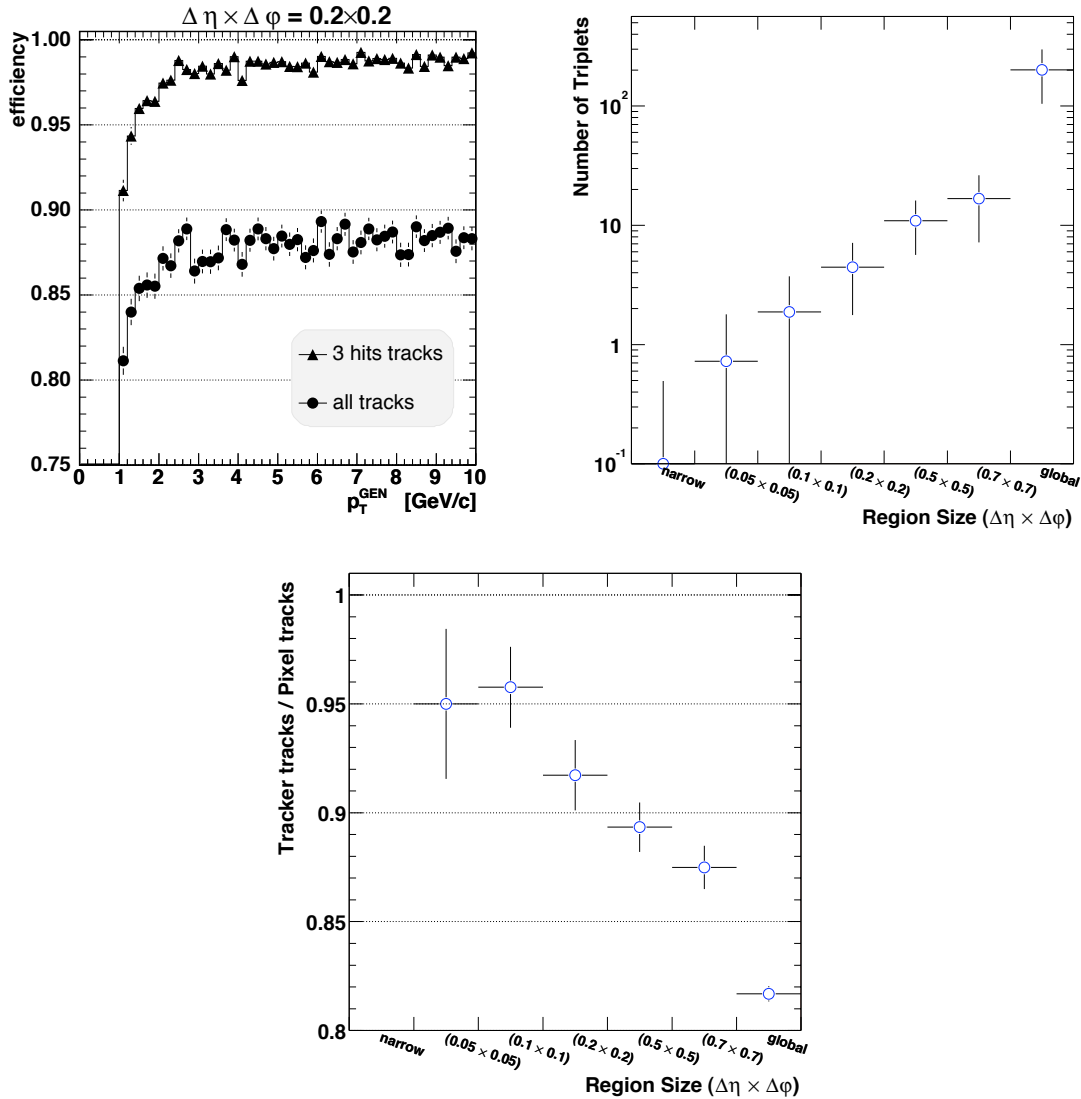 Δ η × Δ φ = 0.2×0.2
efficiency
1.00
0.95
0.90
0.85
0.80
0.75
3 hits tracks
all tracks
0 1 2 3 4 5 6 7 8 9 10
p_T^GEN [GeV/c]
Number of Triplets
10^2
10
1
10^-1
narrow (0.05 × 0.05) (0.1 × 0.1) (0.2 × 0.2) (0.5 × 0.5) (0.7 × 0.7) global
Region Size (Δη × Δφ)
Tracker tracks / Pixel tracks
1
0.95
0.9
0.85
0.8
narrow (0.05 × 0.05) (0.1 × 0.1) (0.2 × 0.2) (0.5 × 0.5) (0.7 × 0.7) global
Region Size (Δη × Δφ)